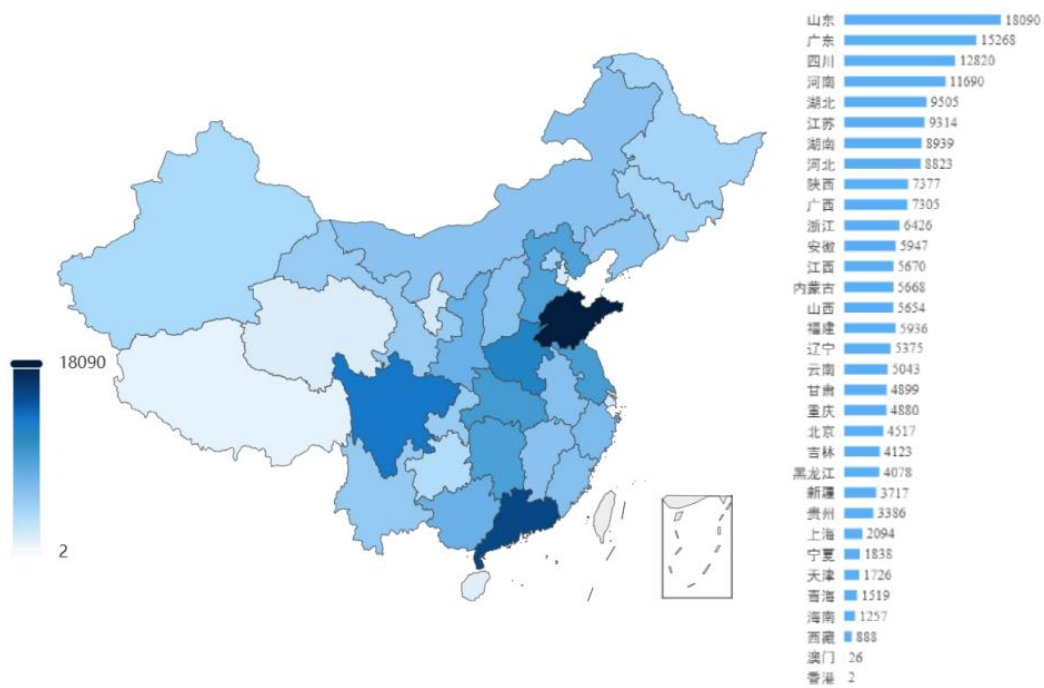 18090
2
山东 18090
广东 15268
四川 12820
河南 11690
湖北 9505
江苏 9314
湖南 8939
河北 8823
陕西 7377
广西 7305
浙江 6426
安徽 5947
江西 5670
内蒙古 5668
山西 5654
福建 5936
辽宁 5375
云南 5043
甘肃 4899
重庆 4880
北京 4517
吉林 4123
黑龙江 4078
新疆 3717
贵州 3386
上海 2094
宁夏 1838
天津 1726
青海 1519
海南 1257
西藏 888
澳门 26
香港 2